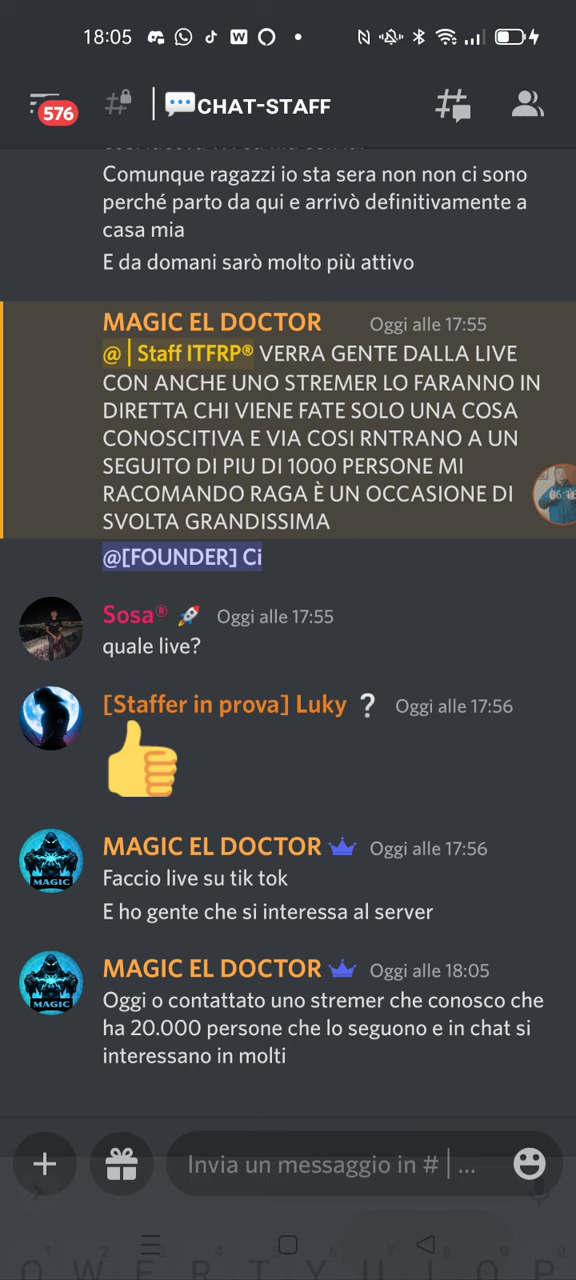 18:05
576
CHAT-STAFF
Comunque ragazzi io sta sera non non ci sono
perché parto da qui e arrivò definitivamente a
casa mia
E da domani sarò molto più attivo
MAGIC EL DOCTOR Oggi alle 17:55
@ | Staff ITFRP® VERRA GENTE DALLA LIVE
CON ANCHE UNO STREMER LO FARANNO IN
DIRETTA CHI VIENE FATE SOLO UNA COSA
CONOSCITIVA E VIA COSI RNTRANO A UN
SEGUITO DI PIU DI 1000 PERSONE MI
RACOMANDO RAGA È UN OCCASIONE DI
SVOLTA GRANDISSIMA
@[FOUNDER] Ci
Sosa® 🚀 Oggi alle 17:55
quale live?
[Staffer in prova] Luky ❔ Oggi alle 17:56
MAGIC EL DOCTOR Oggi alle 17:56
MAGIC
Faccio live su tik tok
E ho gente che si interessa al server
MAGIC EL DOCTOR Oggi alle 18:05
MAGIC
Oggi o contattato uno stremer che conosco che
ha 20.000 persone che lo seguono e in chat si
interessano in molti
Invia un messaggio in # | ...